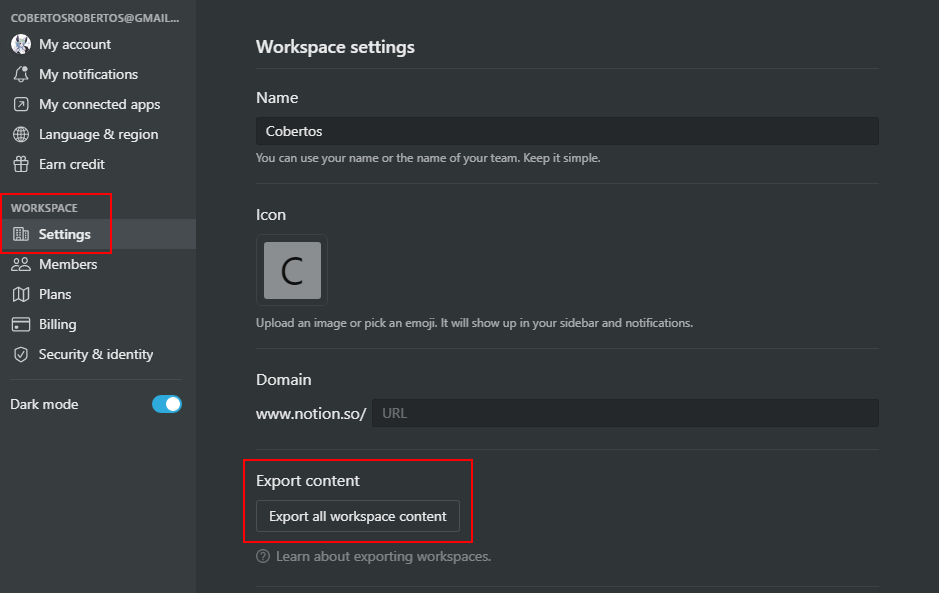 COBERTOSROBERTOS@GMAIL...
My account
My notifications
My connected apps
Language & region
Earn credit
WORKSPACE
Settings
Members
Plans
Billing
Security & identity
Dark mode
Workspace settings
Name
Cobertos
You can use your name or the name of your team. Keep it simple.
Icon
C
Upload an image or pick an emoji. It will show up in your sidebar and notifications.
Domain
www.notion.so/ URL
Export content
Export all workspace content
? Learn about exporting workspaces.